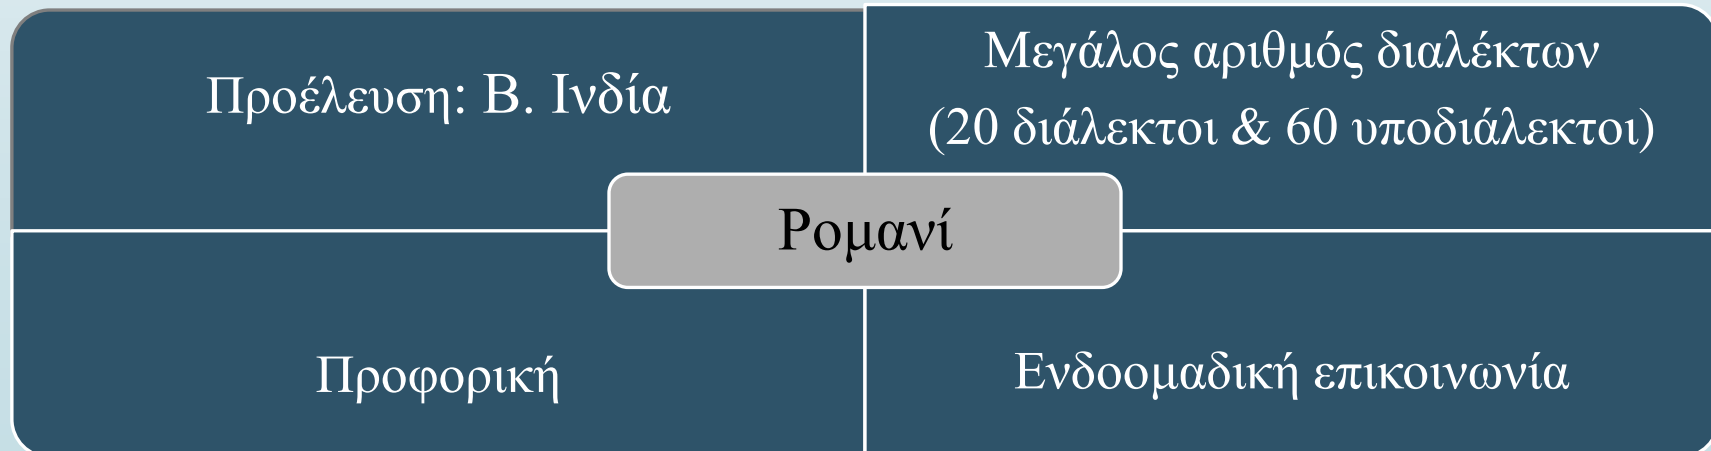 Προέλευση: Β. Ινδία
Μεγάλος αριθμός διαλέκτων
(20 διάλεκτοι & 60 υποδιάλεκτοι)
Ρομανί
Προφορική
Ενδοομαδική επικοινωνία